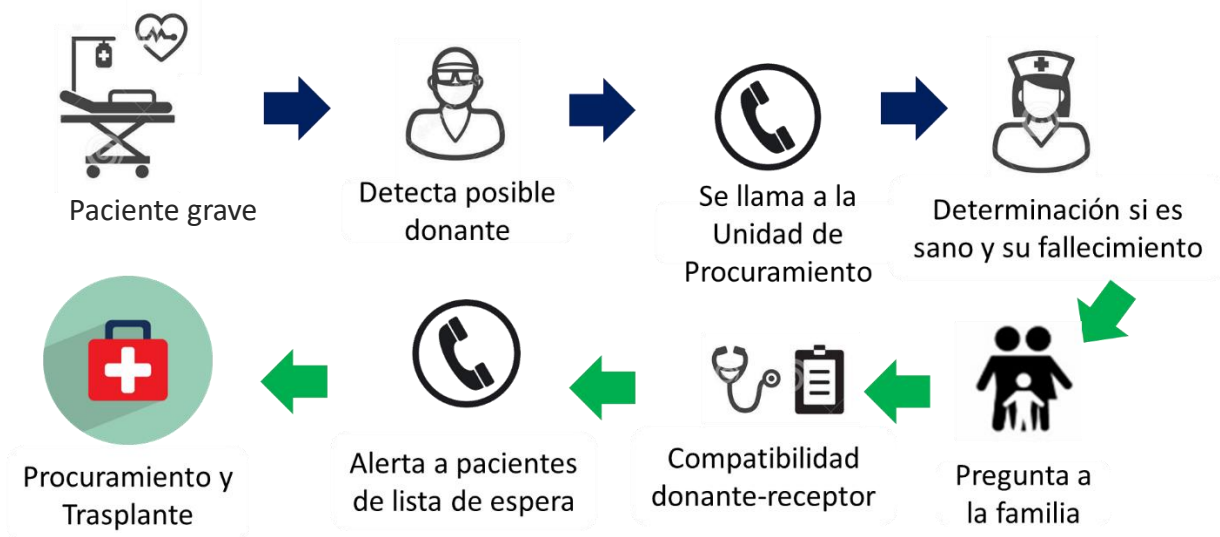 Paciente grave
Detecta posible
donante
Se llama a la
Unidad de
Procuramiento
Determinación si es
sano y su fallecimiento
Pregunta a
la familia
Compatibilidad
donante-receptor
Alerta a pacientes
de lista de espera
Procuramiento y
Trasplante